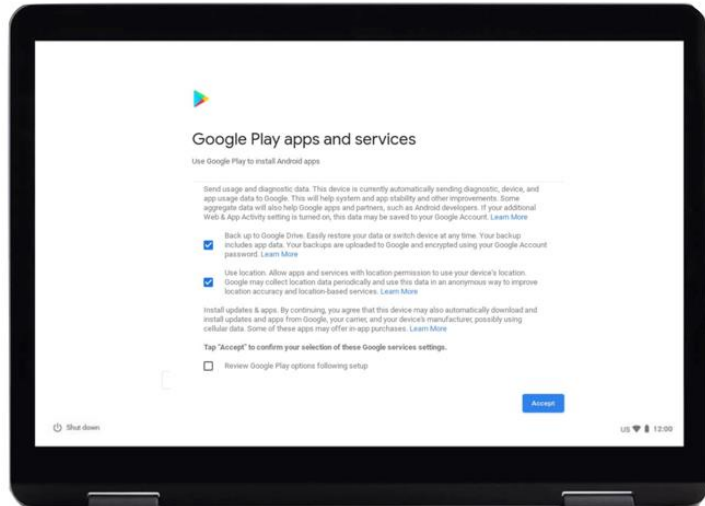 Google Play apps and services
Use Google Play to install Android apps
Send usage and diagnostic data. This device is currently automatically sending diagnostic, device, and
app usage data to Google. This will help system and app stability and other improvements. Some
aggregate data will also help Google apps and partners, such as Android developers. If your additional
Web & App Activity setting is turned on, this data may be saved to your Google Account. Learn More
Back up to Google Drive. Easily restore your data or switch device at any time. Your backup
includes app data. Your backups are uploaded to Google and encrypted using your Google Account
password. Learn More
Use location. Allow apps and services with location permission to use your device's location.
Google may collect location data periodically and use this data in an anonymous way to improve
location accuracy and location-based services. Learn More
Install updates & apps. By continuing, you agree that this device may also automatically download and
install updates and apps from Google, your carrier, and your device's manufacturer, possibly using
cellular data. Some of these apps may offer in-app purchases. Learn More
Tap "Accept" to confirm your selection of these Google services settings.
Review Google Play options following setup
Accept
Shut down
US 12:00